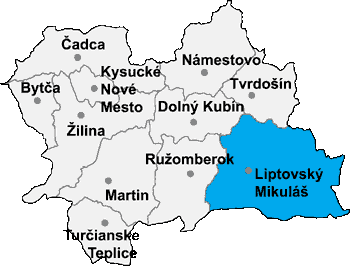 Čadca
Námestovo
Kysucké
Nové
Mesto
Bytča
Tvrdošín
Dolný Kubín
Žilina
Ružomberok
Liptovský
Mikuláš
Martin
Turčianske
Teplice